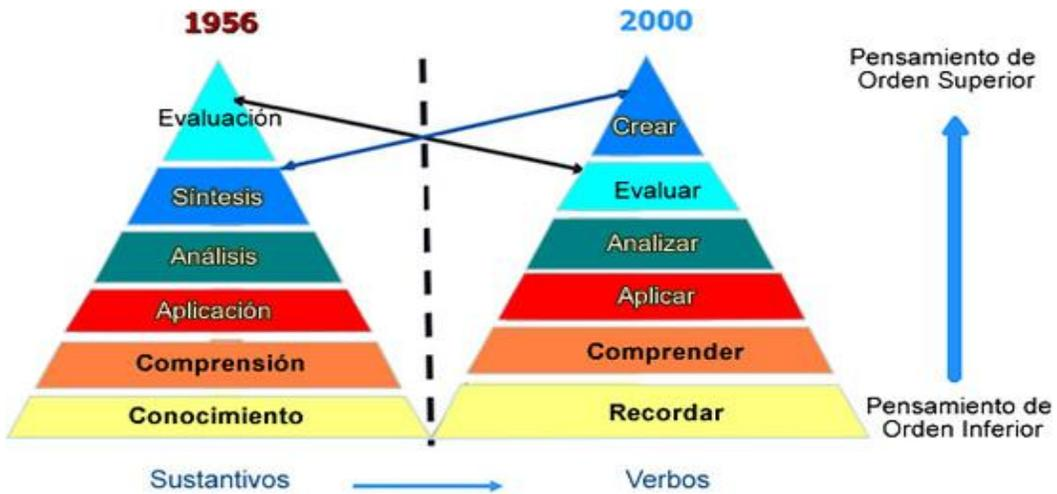 1956
2000
Evaluación
Síntesis
Análisis
Aplicación
Comprensión
Conocimiento
Crear
Evaluar
Analizar
Aplicar
Comprender
Recordar
Pensamiento de
Orden Superior
Pensamiento de
Orden Inferior
Sustantivos
Verbos